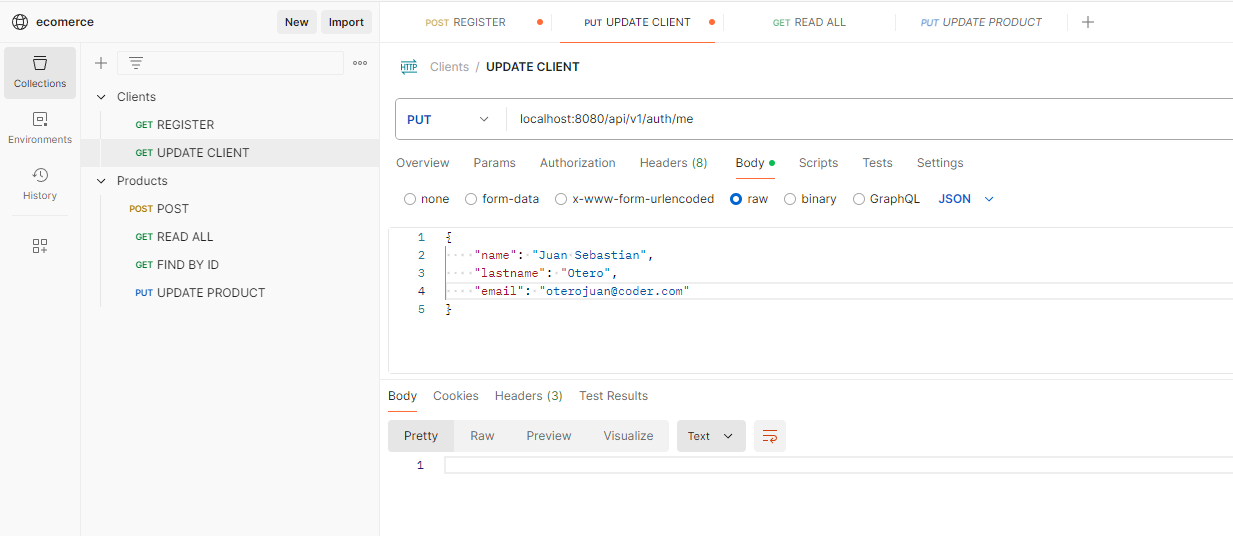 ecomerce
New
Import
Collections
Environments
History
Clients
GET REGISTER
GET UPDATE CLIENT
Products
POST POST
GET READ ALL
GET FIND BY ID
PUT UPDATE PRODUCT
POST REGISTER
PUT UPDATE CLIENT
GET READ ALL
PUT UPDATE PRODUCT
HTTP Clients / UPDATE CLIENT
PUT localhost:8080/api/v1/auth/me
Overview Params Authorization Headers (8) Body Scripts Tests Settings
none form-data x-www-form-urlencoded raw binary GraphQL JSON
1 {
2 "name": "Juan Sebastian",
3 "lastname": "Otero",
4 "email": "oterojuan@coder.com"
5 }
Body Cookies Headers (3) Test Results
Pretty Raw Preview Visualize Text
1